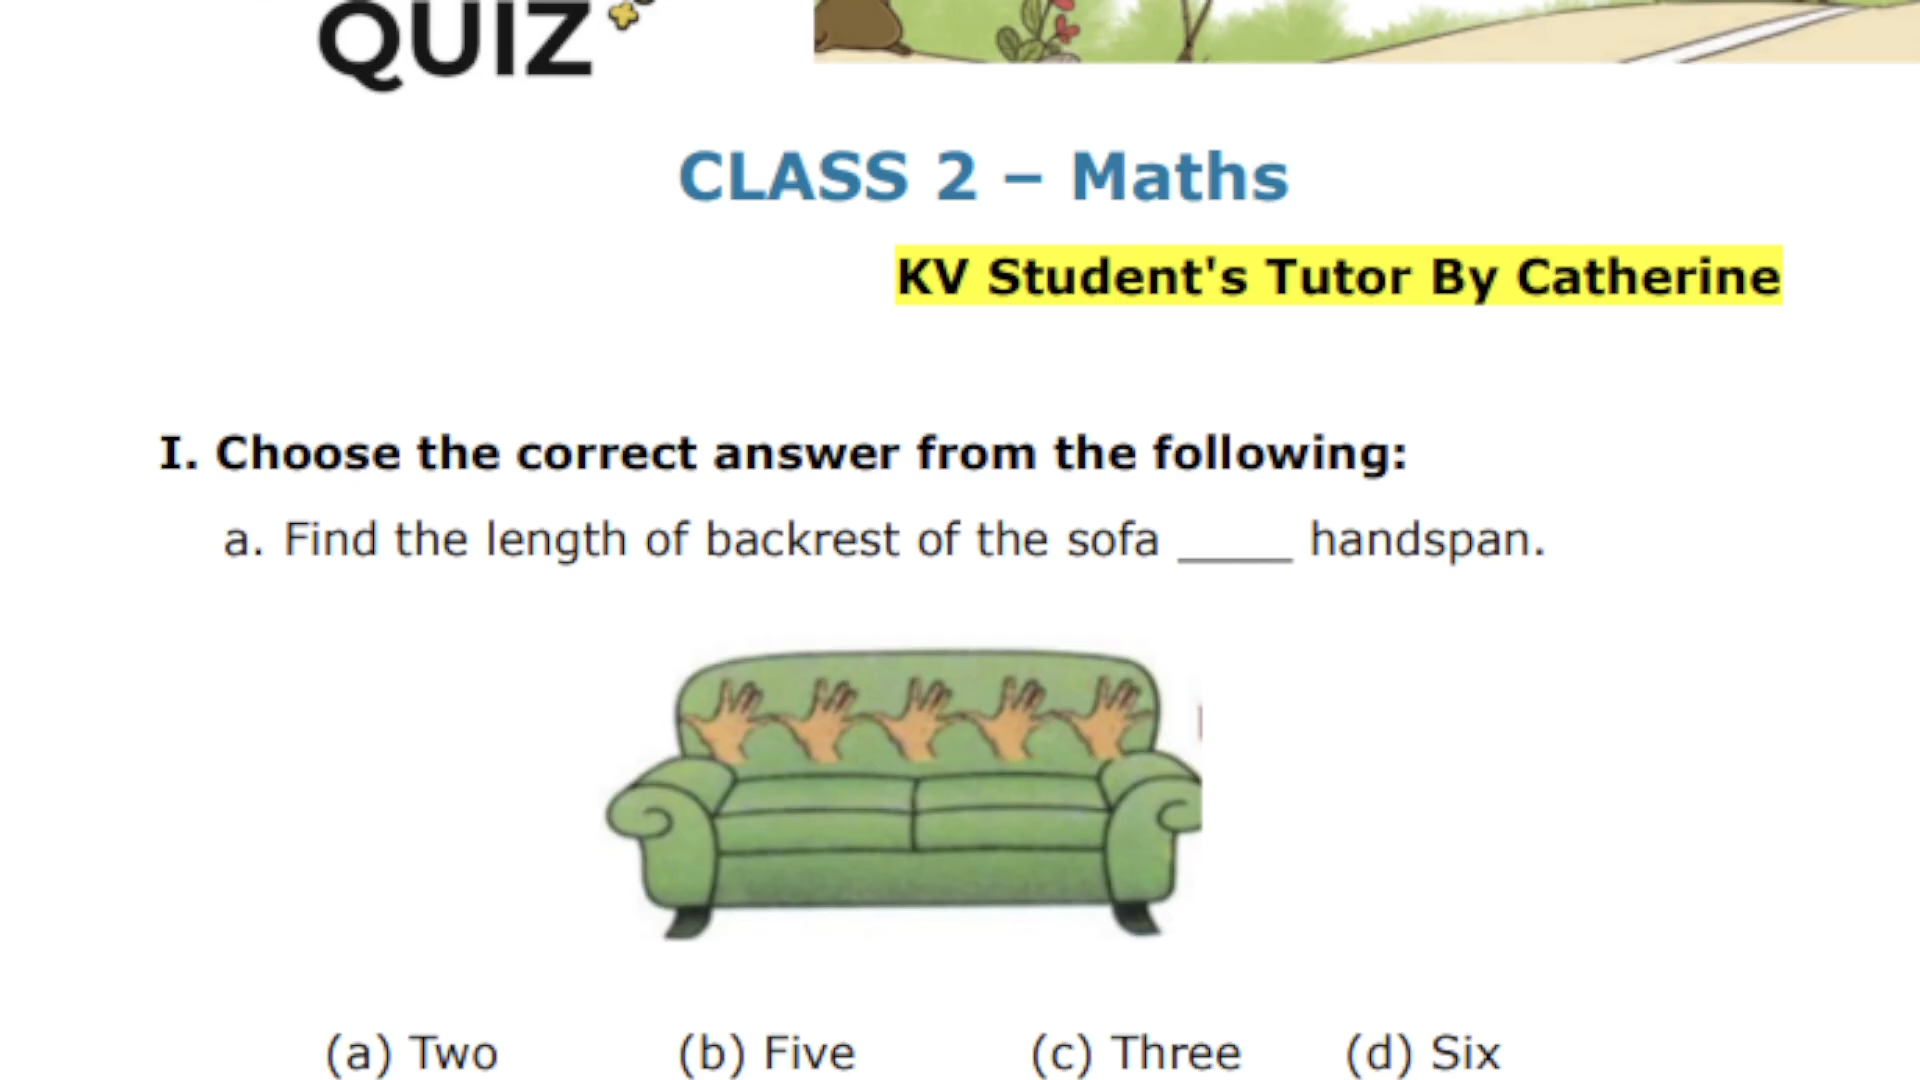 QUIZ
CLASS 2 – Maths
KV Student's Tutor By Catherine
I. Choose the correct answer from the following:
a. Find the length of backrest of the sofa ____ handspan.
(a) Two (b) Five (c) Three (d) Six